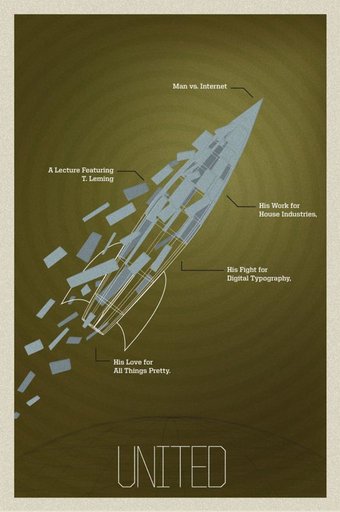 Man vs. Internet
A Lecture Featuring
T. Leming
His Work for
House Industries,
His Fight for
Digital Typography,
His Love for
All Things Pretty.
UNITED